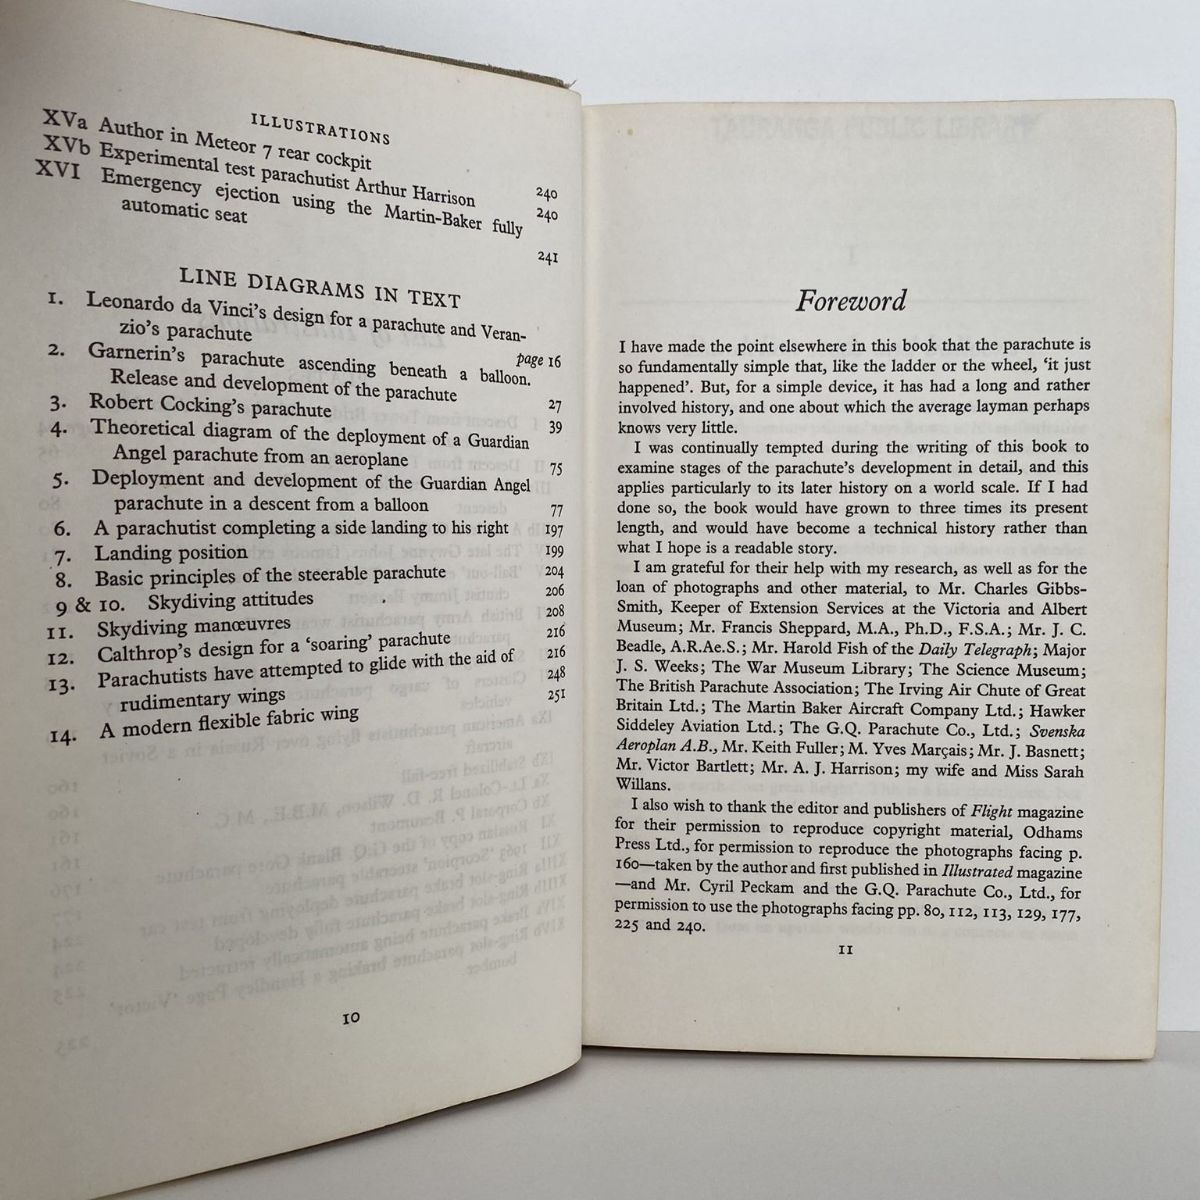 ILLUSTRATIONS
XVa Author in Meteor 7 rear cockpit 240
XVb Experimental test parachutist Arthur Harrison 240
XVI Emergency ejection using the Martin-Baker fully
automatic seat 241
LINE DIAGRAMS IN TEXT
1. Leonardo da Vinci's design for a parachute and Veran-
zio's parachute page 16
2. Garnerin's parachute ascending beneath a balloon.
Release and development of the parachute 27
3. Robert Cocking's parachute 39
4. Theoretical diagram of the deployment of a Guardian
Angel parachute from an aeroplane 75
5. Deployment and development of the Guardian Angel
parachute in a descent from a balloon 77
6. A parachutist completing a side landing to his right 197
7. Landing position 199
8. Basic principles of the steerable parachute 204
9 & 10. Skydiving attitudes 206
11. Skydiving manœuvres 208
12. Calthrop's design for a 'soaring' parachute 216
13. Parachutists have attempted to glide with the aid of 216
rudimentary wings 248
14. A modern flexible fabric wing 251
10
TAURANGA PUBLIC LIBRARY
Foreword
I have made the point elsewhere in this book that the parachute is
so fundamentally simple that, like the ladder or the wheel, 'it just
happened'. But, for a simple device, it has had a long and rather
involved history, and one about which the average layman perhaps
knows very little.
I was continually tempted during the writing of this book to
examine stages of the parachute's development in detail, and this
applies particularly to its later history on a world scale. If I had
done so, the book would have grown to three times its present
length, and would have become a technical history rather than
what I hope is a readable story.
I am grateful for their help with my research, as well as for the
loan of photographs and other material, to Mr. Charles Gibbs-
Smith, Keeper of Extension Services at the Victoria and Albert
Museum; Mr. Francis Sheppard, M.A., Ph.D., F.S.A.; Mr. J. C.
Beadle, A.R.Ae.S.; Mr. Harold Fish of the Daily Telegraph; Major
J. S. Weeks; The War Museum Library; The Science Museum;
The British Parachute Association; The Irving Air Chute of Great
Britain Ltd.; The Martin Baker Aircraft Company Ltd.; Hawker
Siddeley Aviation Ltd.; The G.Q. Parachute Co., Ltd.; Svenska
Aeroplan A.B., Mr. Keith Fuller; M. Yves Marçais; Mr. J. Basnett;
Mr. Victor Bartlett; Mr. A. J. Harrison; my wife and Miss Sarah
Willans.
I also wish to thank the editor and publishers of Flight magazine
for their permission to reproduce copyright material, Odhams
Press Ltd., for permission to reproduce the photographs facing p.
160—taken by the author and first published in Illustrated magazine
—and Mr. Cyril Peckam and the G.Q. Parachute Co., Ltd., for
permission to use the photographs facing pp. 80, 112, 113, 129, 177,
225 and 240.
11